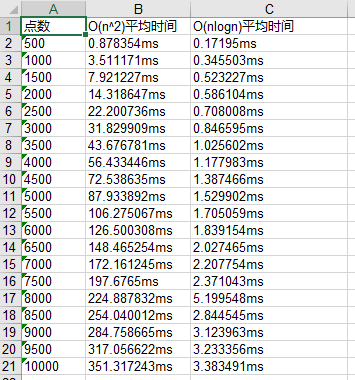 A B C
1 点数 O(n^2)平均时间 O(nlogn)平均时间
2 500 0.878354ms 0.17195ms
3 1000 3.511171ms 0.345503ms
4 1500 7.921227ms 0.523227ms
5 2000 14.318647ms 0.586104ms
6 2500 22.200736ms 0.708008ms
7 3000 31.829909ms 0.846595ms
8 3500 43.676781ms 1.025602ms
9 4000 56.433446ms 1.177983ms
10 4500 72.538635ms 1.387466ms
11 5000 87.933892ms 1.529902ms
12 5500 106.275067ms 1.705059ms
13 6000 126.500308ms 1.839154ms
14 6500 148.465254ms 2.027465ms
15 7000 172.161245ms 2.207754ms
16 7500 197.6765ms 2.371043ms
17 8000 224.887832ms 5.199548ms
18 8500 254.040012ms 2.844545ms
19 9000 284.758665ms 3.123963ms
20 9500 317.056622ms 3.233356ms
21 10000 351.317243ms 3.383491ms